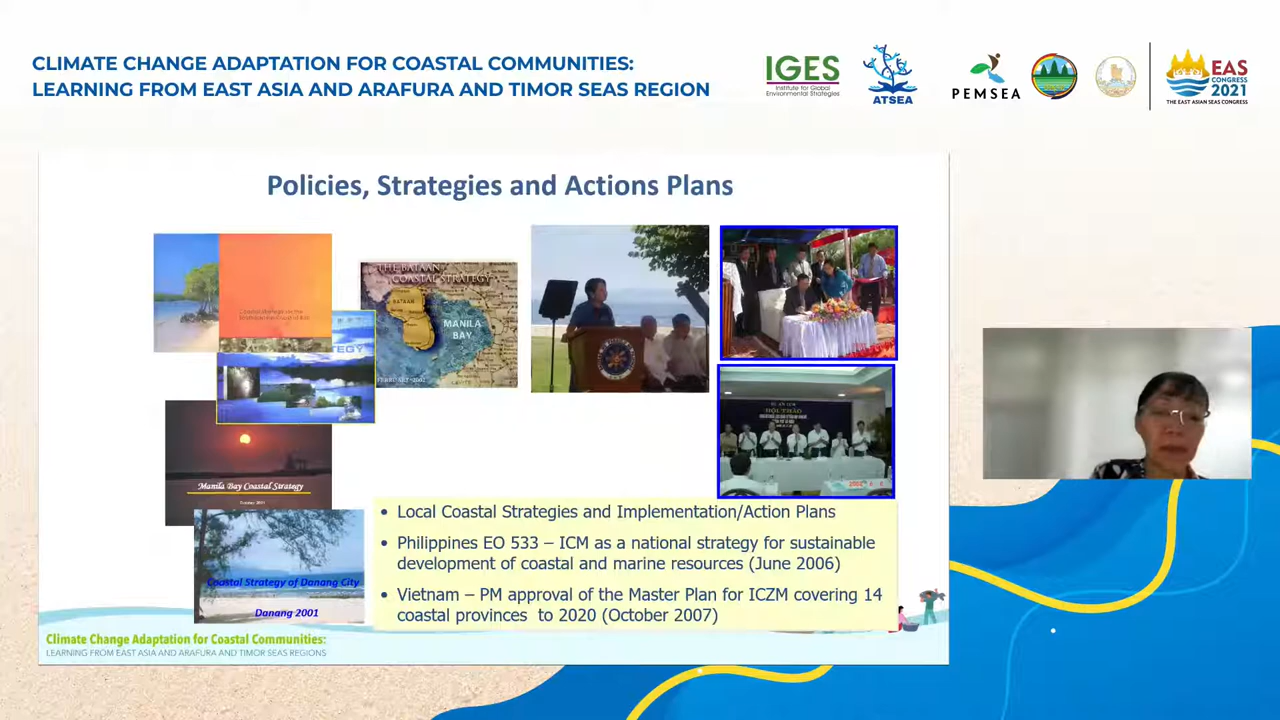 CLIMATE CHANGE ADAPTATION FOR COASTAL COMMUNITIES:
LEARNING FROM EAST ASIA AND ARAFURA AND TIMOR SEAS REGION
IGES
Institute for Global
Environmental Strategies
ATSEA
PEMSEA
EAS
CONGRESS
2021
THE EAST ASIAN SEAS CONGRESS
Policies, Strategies and Actions Plans
THE BATAAN
COASTAL STRATEGY
BATAAN
MANILA
BAY
Manila Bay Coastal Strategy
Coastal Strategy of Danang City
Danang 2001
HỘI THẢO
• Local Coastal Strategies and Implementation/Action Plans
• Philippines EO 533 – ICM as a national strategy for sustainable
development of coastal and marine resources (June 2006)
• Vietnam – PM approval of the Master Plan for ICZM covering 14
coastal provinces to 2020 (October 2007)
Climate Change Adaptation for Coastal Communities:
LEARNING FROM EAST ASIA AND ARAFURA AND TIMOR SEAS REGIONS